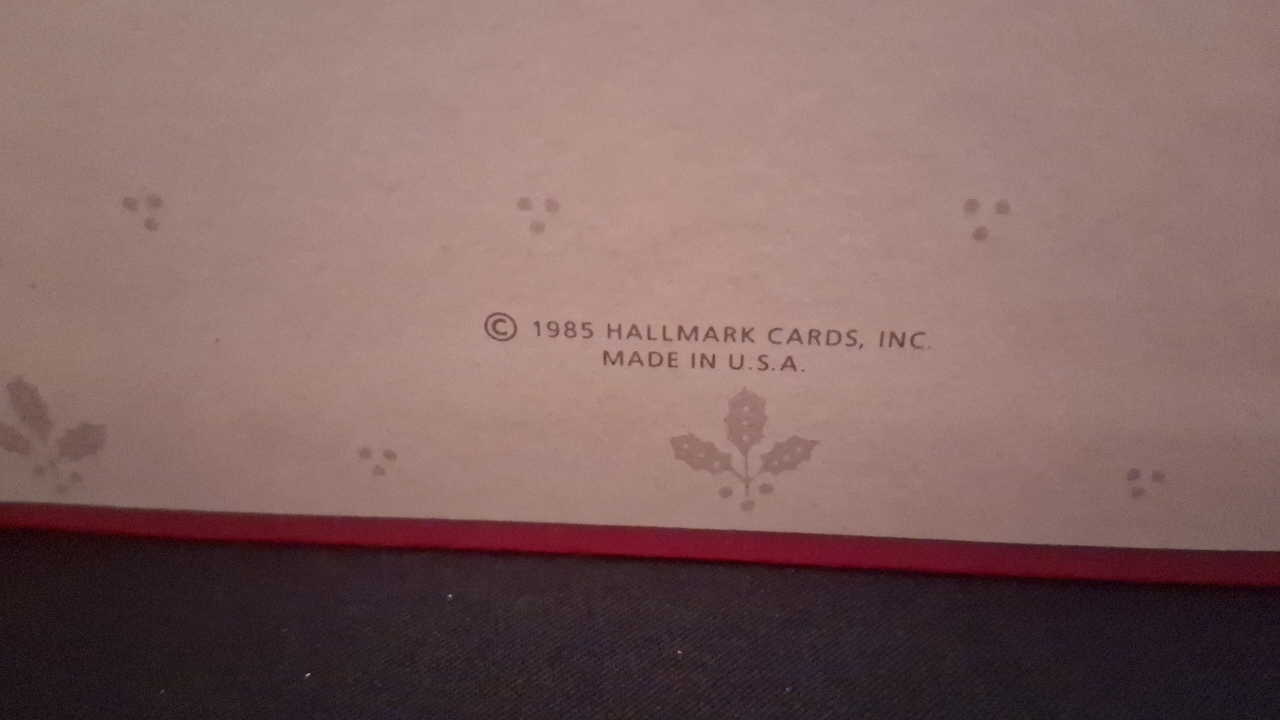 © 1985 HALLMARK CARDS, INC.
MADE IN U.S.A.